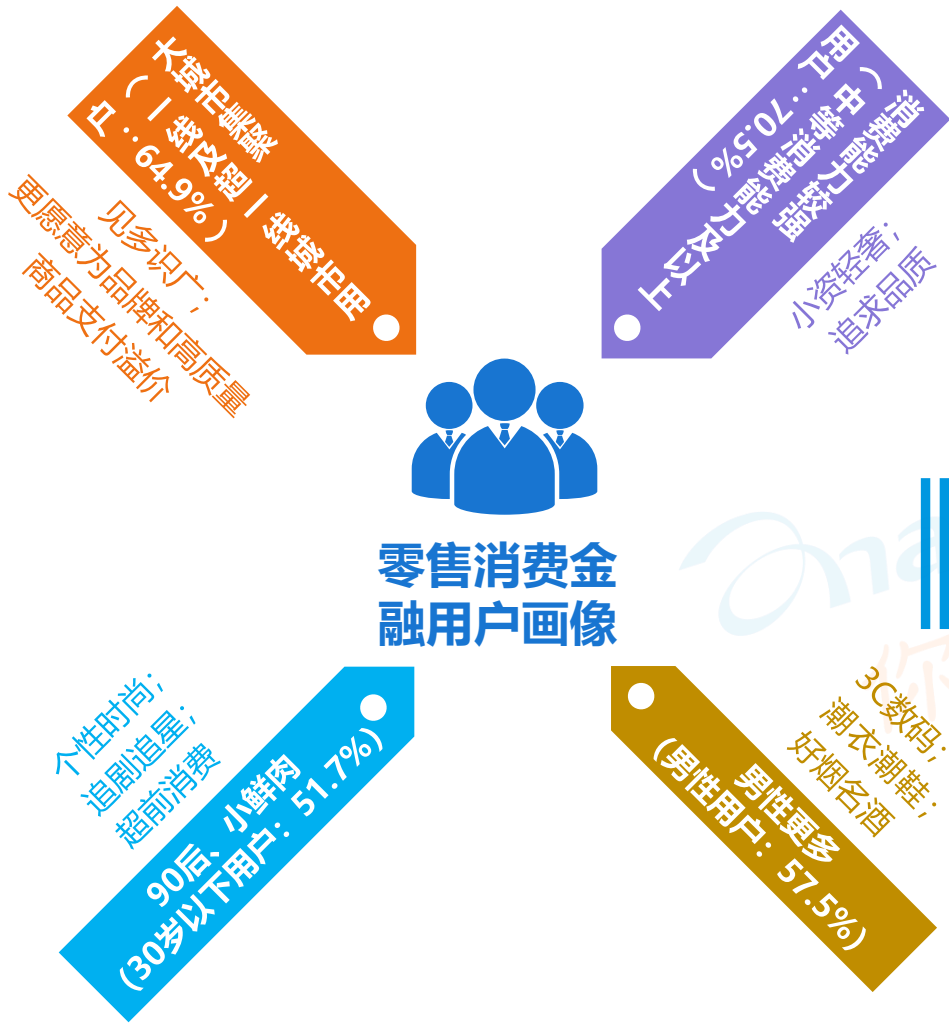 大城市集聚
（一线及超一线城市用
户：64.9%）
见多识广；
更愿意为品牌和高质量
商品支付溢价
消费能力较强
（中等消费能力及以上
用户：70.5%）
小资轻奢；
追求品质
零售消费金
融用户画像
个性时尚；
追剧追星；
超前消费
90后、小鲜肉
(30岁以下用户：51.7%)
3C数码；
潮衣潮鞋；
好烟名酒
男性更多
(男性用户：57.5%)
你